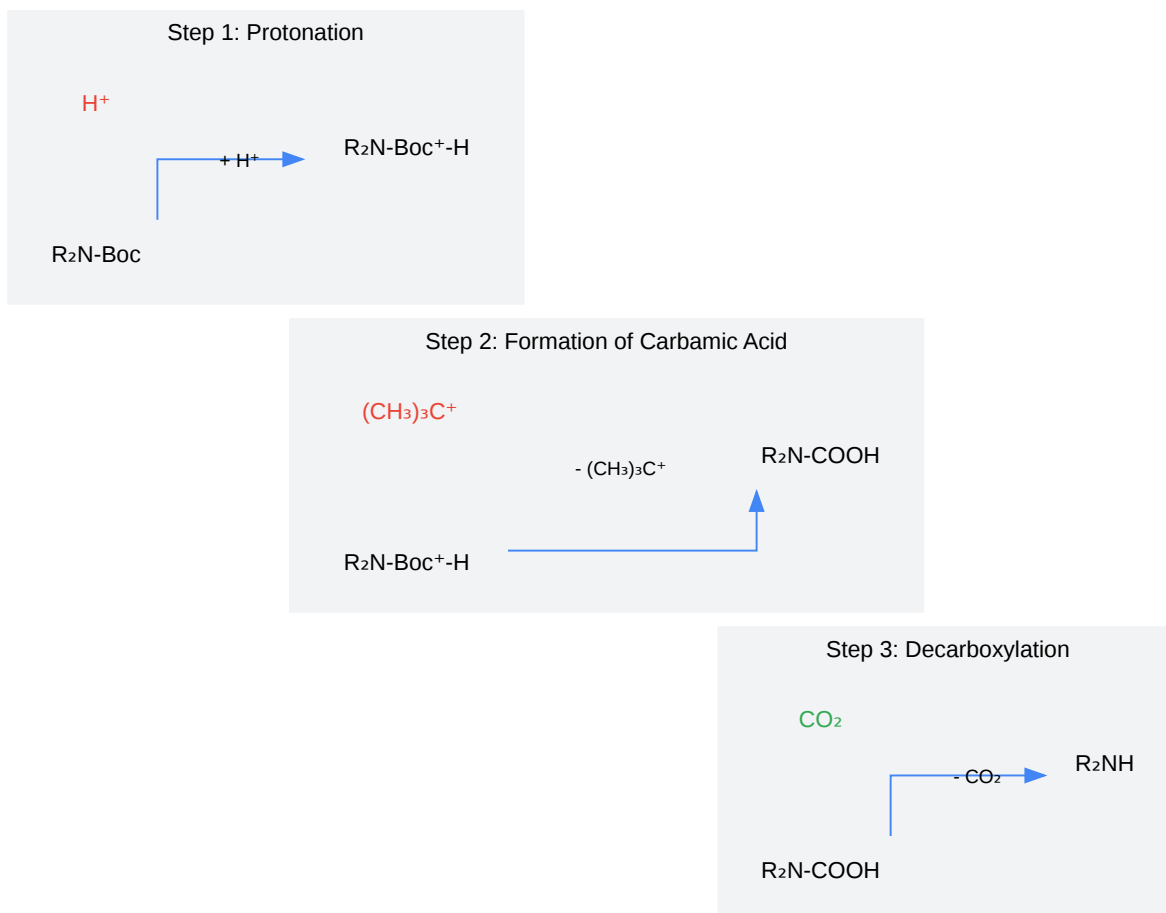 Step 1: Protonation
H⁺
R₂N-Boc⁺-H
+ H⁺
R₂N-Boc
Step 2: Formation of Carbamic Acid
(CH₃)₃C⁺
R₂N-COOH
- (CH₃)₃C⁺
R₂N-Boc⁺-H
Step 3: Decarboxylation
CO₂
R₂NH
- CO₂
R₂N-COOH